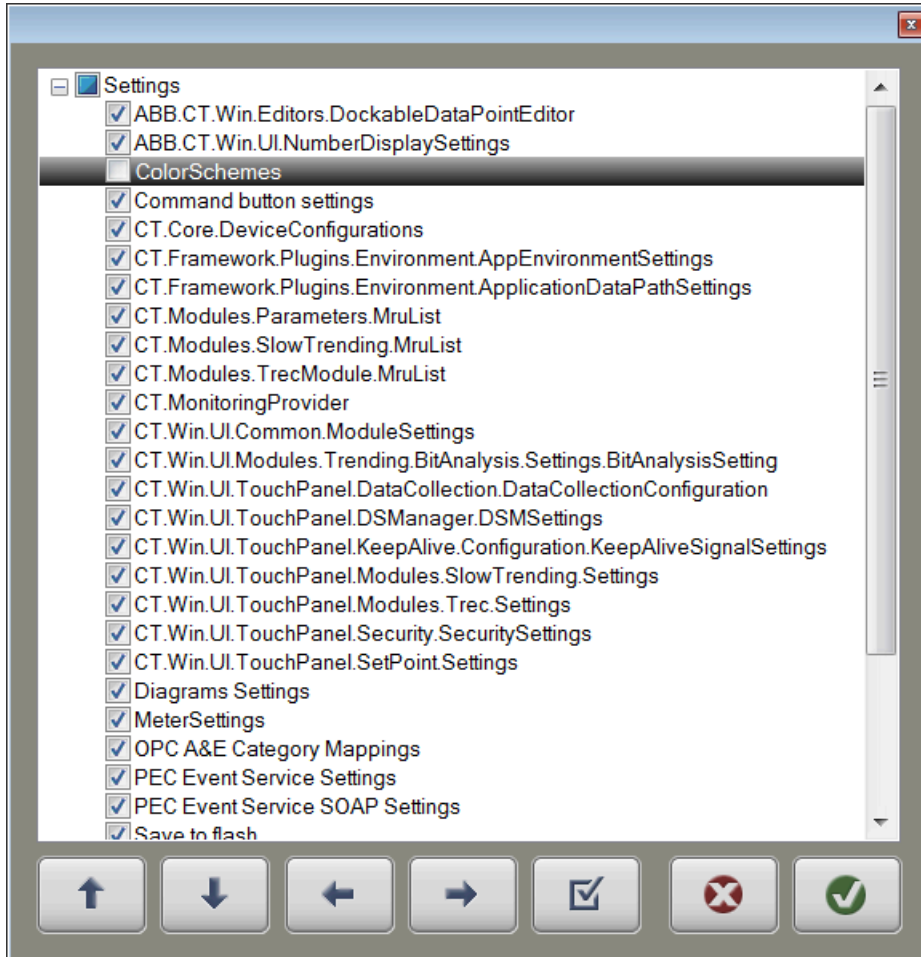 Settings
ABB.CT.Win.Editors.DockableDataPointEditor
ABB.CT.Win.UI.NumberDisplaySettings
ColorSchemes
Command button settings
CT.Core.DeviceConfigurations
CT.Framework.Plugins.Environment.AppEnvironmentSettings
CT.Framework.Plugins.Environment.ApplicationDataPathSettings
CT.Modules.Parameters.MruList
CT.Modules.SlowTrending.MruList
CT.Modules.TrecModule.MruList
CT.MonitoringProvider
CT.Win.UI.Common.ModuleSettings
CT.Win.UI.Modules.Trending.BitAnalysis.Settings.BitAnalysisSetting
CT.Win.UI.TouchPanel.DataCollection.DataCollectionConfiguration
CT.Win.UI.TouchPanel.DSManager.DSMSettings
CT.Win.UI.TouchPanel.KeepAlive.Configuration.KeepAliveSignalSettings
CT.Win.UI.TouchPanel.Modules.SlowTrending.Settings
CT.Win.UI.TouchPanel.Modules.Trec.Settings
CT.Win.UI.TouchPanel.Security.SecuritySettings
CT.Win.UI.TouchPanel.SetPoint.Settings
Diagrams Settings
MeterSettings
OPC A&E Category Mappings
PEC Event Service Settings
PEC Event Service SOAP Settings
Save to flash